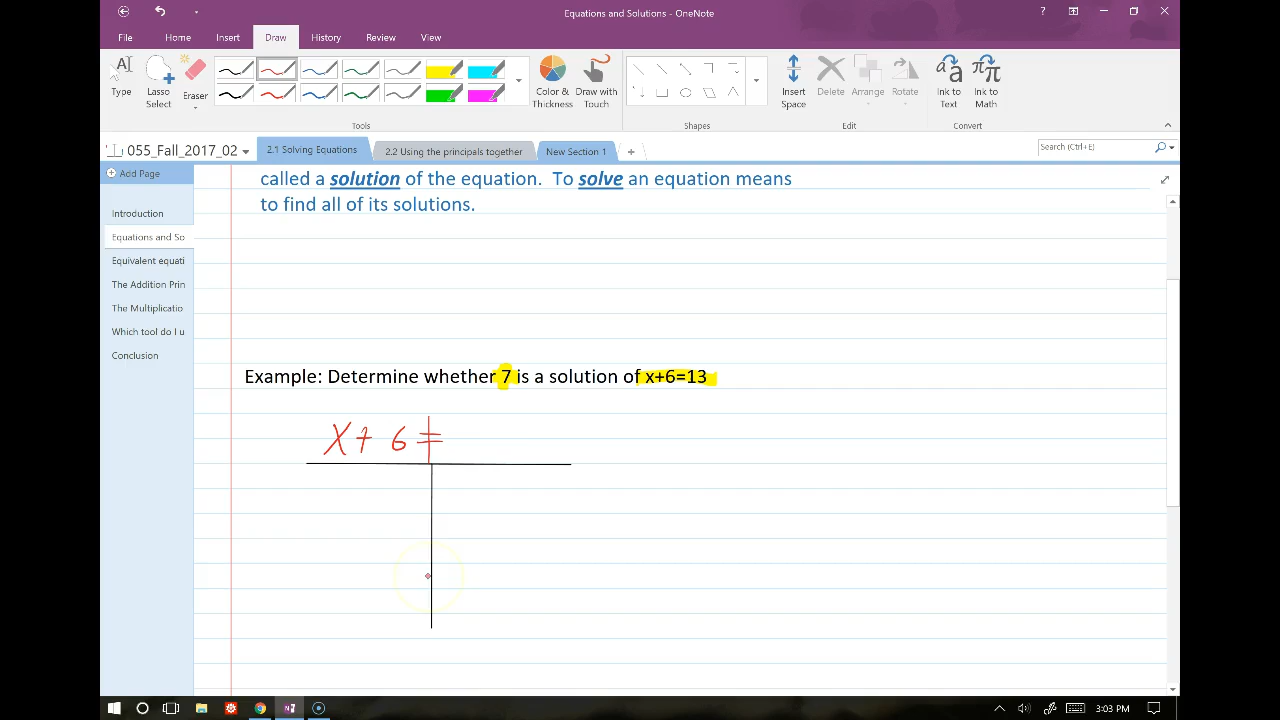 Equations and Solutions - OneNote
?
File Home Insert Draw History Review View
Type Lasso Select Eraser Color & Thickness Draw with Touch Insert Space Delete Arrange Rotate Ink to Text Ink to Math
Tools Shapes Edit Convert
055_Fall_2017_02 2.1 Solving Equations 2.2 Using the principals together New Section 1 + Search (Ctrl+E)
Add Page
called a solution of the equation. To solve an equation means
to find all of its solutions.
Introduction
Equations and So
Equivalent equati
The Addition Prin
The Multiplicatio
Which tool do I u
Conclusion
Example: Determine whether 7 is a solution of x+6=13
x + 6 =
3:03 PM